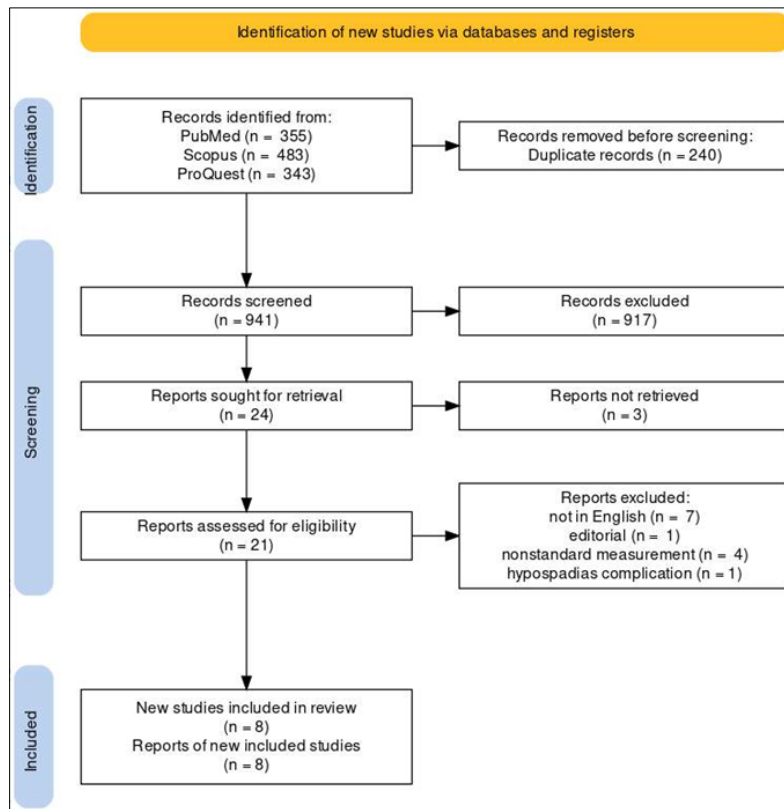 Identification of new studies via databases and registers
Identification
Records identified from:
PubMed (n = 355)
Scopus (n = 483)
ProQuest (n = 343)
Records removed before screening:
Duplicate records (n = 240)
Screening
Records screened
(n = 941)
Records excluded
(n = 917)
Reports sought for retrieval
(n = 24)
Reports not retrieved
(n = 3)
Reports assessed for eligibility
(n = 21)
Reports excluded:
not in English (n = 7)
editorial (n = 1)
nonstandard measurement (n = 4)
hypospadias complication (n = 1)
Included
New studies included in review
(n = 8)
Reports of new included studies
(n = 8)